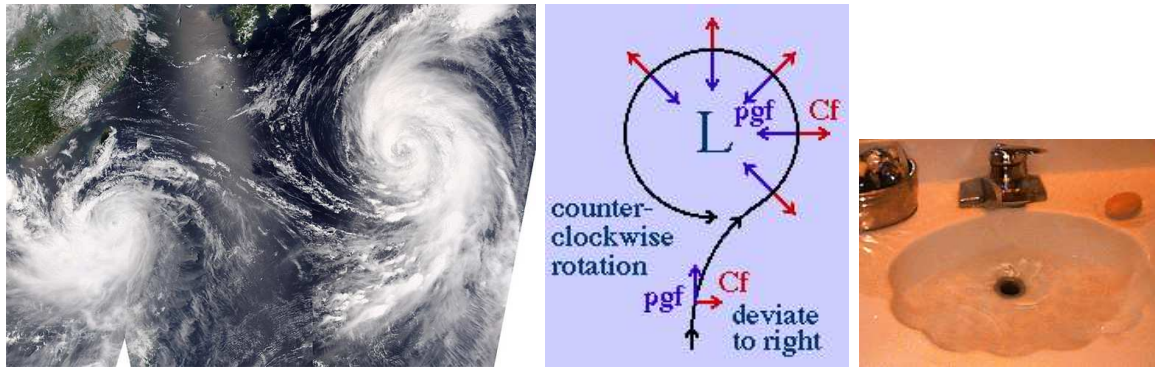 pgf
Cf
L
counter-
clockwise
rotation
pgf
Cf
deviate
to right